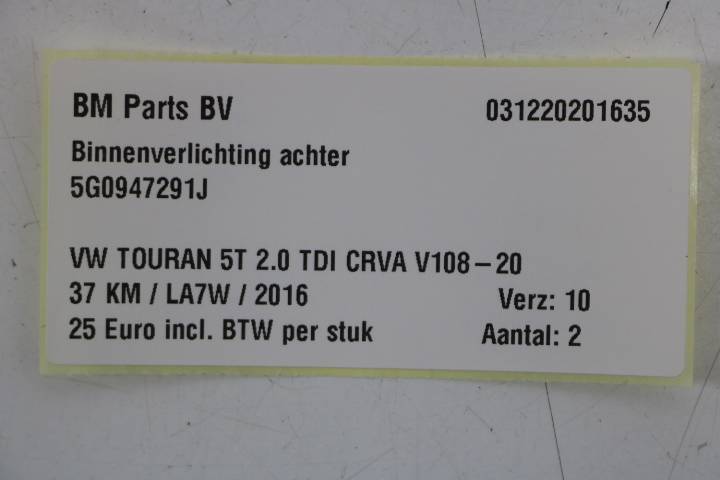 BM Parts BV 031220201635
Binnenverlichting achter
5G0947291J
VW TOURAN 5T 2.0 TDI CRVA V108-20
37 KM / LA7W / 2016 Verz: 10
25 Euro incl. BTW per stuk Aantal: 2